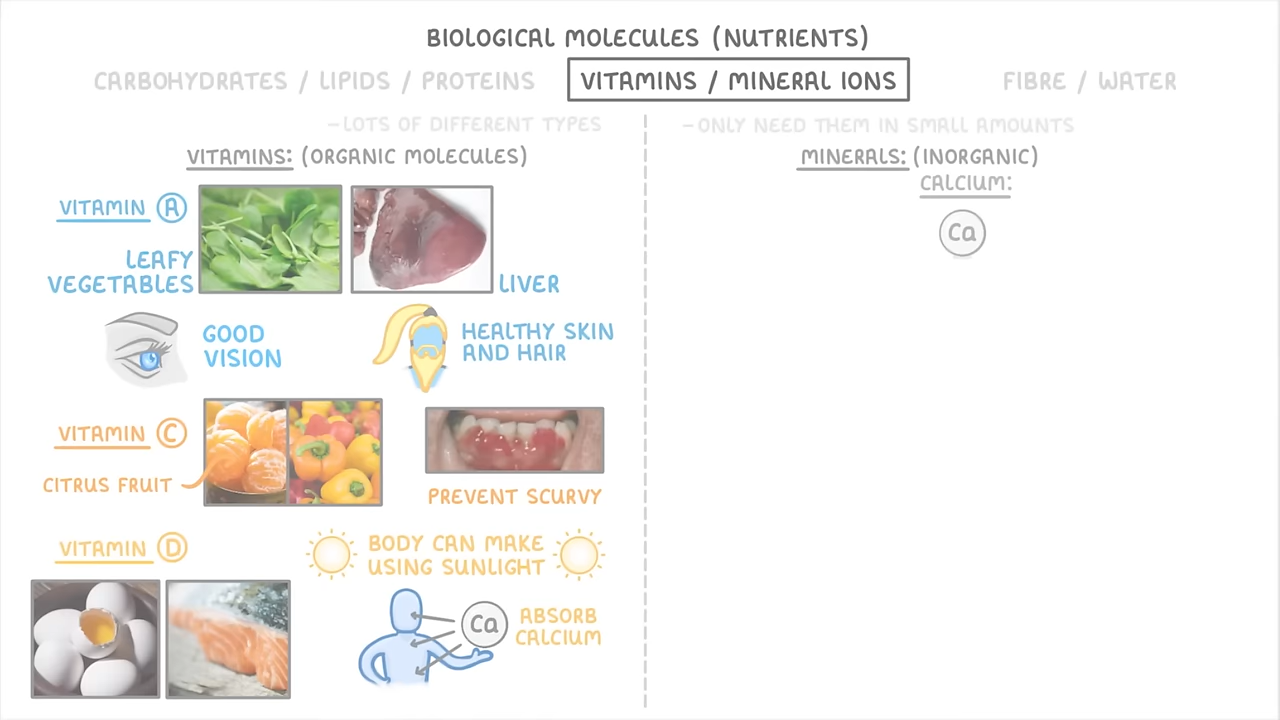 BIOLOGICAL MOLECULES (NUTRIENTS)
CARBOHYDRATES / LIPIDS / PROTEINS
VITAMINS / MINERAL IONS
FIBRE / WATER
-LOTS OF DIFFERENT TYPES
-ONLY NEED THEM IN SMALL AMOUNTS
VITAMINS: (ORGANIC MOLECULES)
VITAMIN A
LEAFY
VEGETABLES
LIVER
GOOD
VISION
HEALTHY SKIN
AND HAIR
VITAMIN C
CITRUS FRUIT
PREVENT SCURVY
VITAMIN D
BODY CAN MAKE
USING SUNLIGHT
Ca
ABSORB
CALCIUM
MINERALS: (INORGANIC)
CALCIUM:
Ca